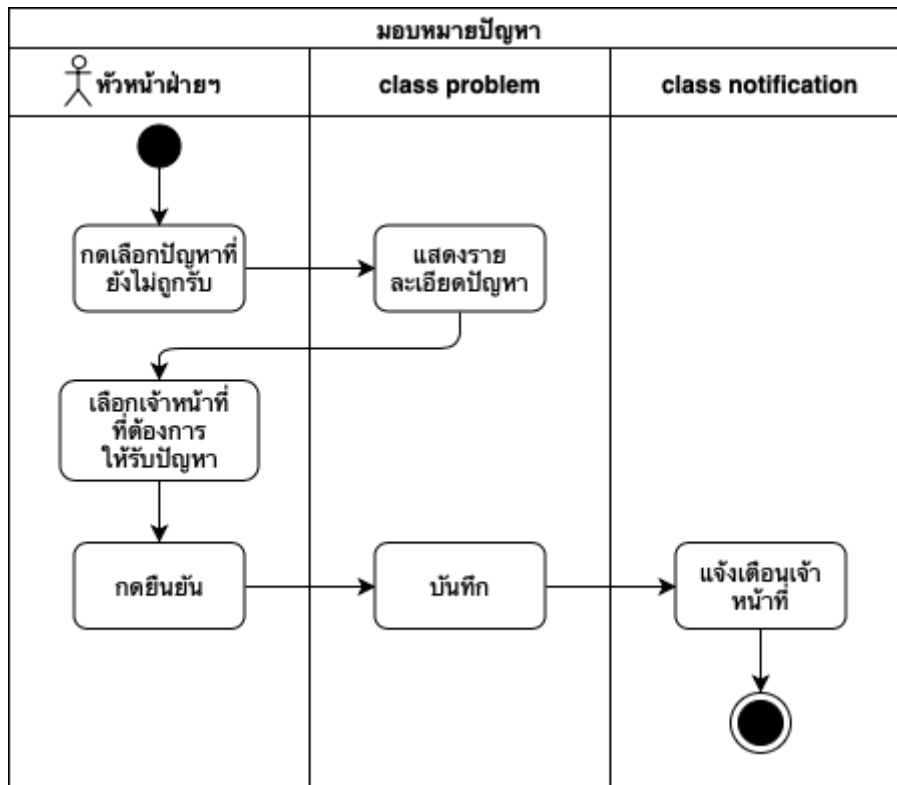 มอบหมายปัญหา
หัวหน้าฝ่ายฯ
class problem
class notification
กดเลือกปัญหาที่
ยังไม่ถูกรับ
แสดงราย
ละเอียดปัญหา
เลือกเจ้าหน้าที่
ที่ต้องการ
ให้รับปัญหา
กดยืนยัน
บันทึก
แจ้งเตือนเจ้า
หน้าที่